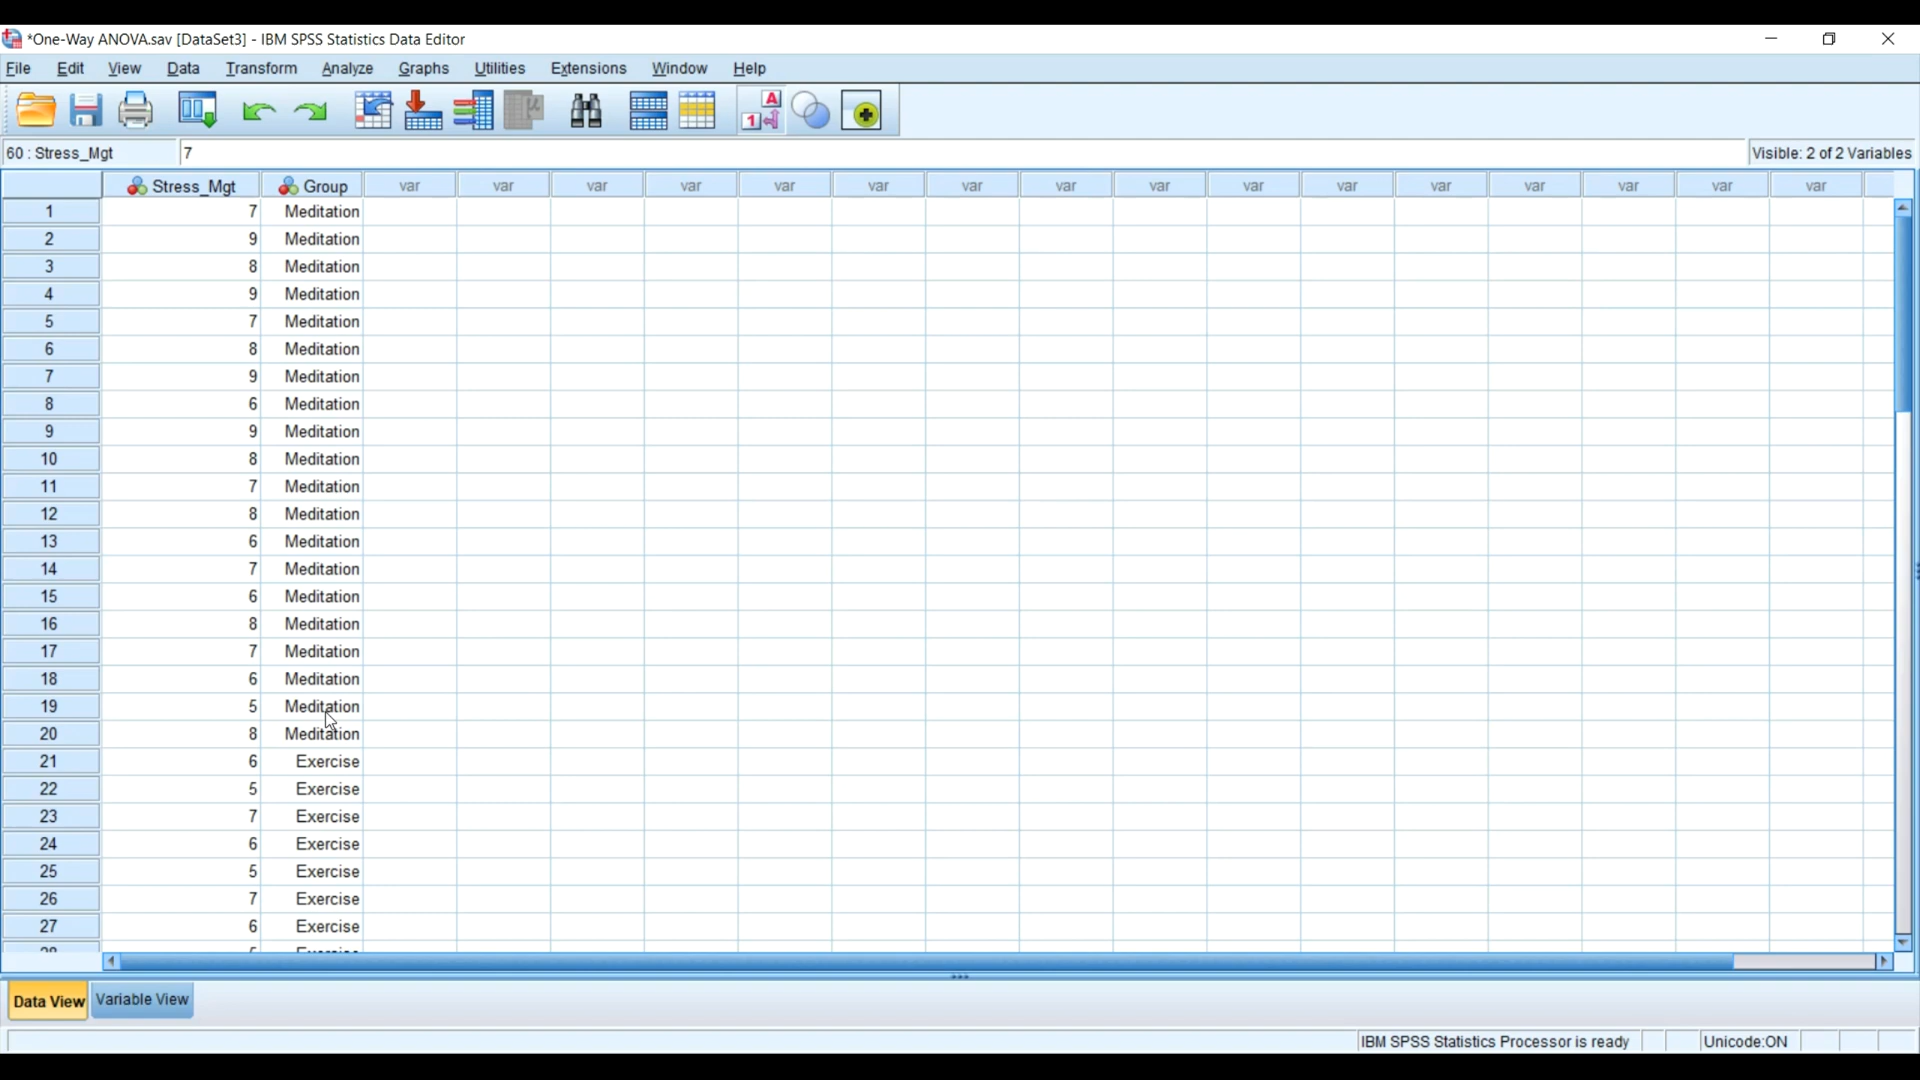 *One-Way ANOVA.sav [DataSet3] - IBM SPSS Statistics Data Editor
File Edit View Data Transform Analyze Graphs Utilities Extensions Window Help
60 : Stress_Mgt 7 Visible: 2 of 2 Variables
Stress_Mgt Group var var var var var var var var var var var var var var var var
1 7 Meditation
2 9 Meditation
3 8 Meditation
4 9 Meditation
5 7 Meditation
6 8 Meditation
7 9 Meditation
8 6 Meditation
9 9 Meditation
10 8 Meditation
11 7 Meditation
12 8 Meditation
13 6 Meditation
14 7 Meditation
15 6 Meditation
16 8 Meditation
17 7 Meditation
18 6 Meditation
19 5 Meditation
20 8 Meditation
21 6 Exercise
22 5 Exercise
23 7 Exercise
24 6 Exercise
25 5 Exercise
26 7 Exercise
27 6 Exercise
Data View Variable View
IBM SPSS Statistics Processor is ready Unicode:ON